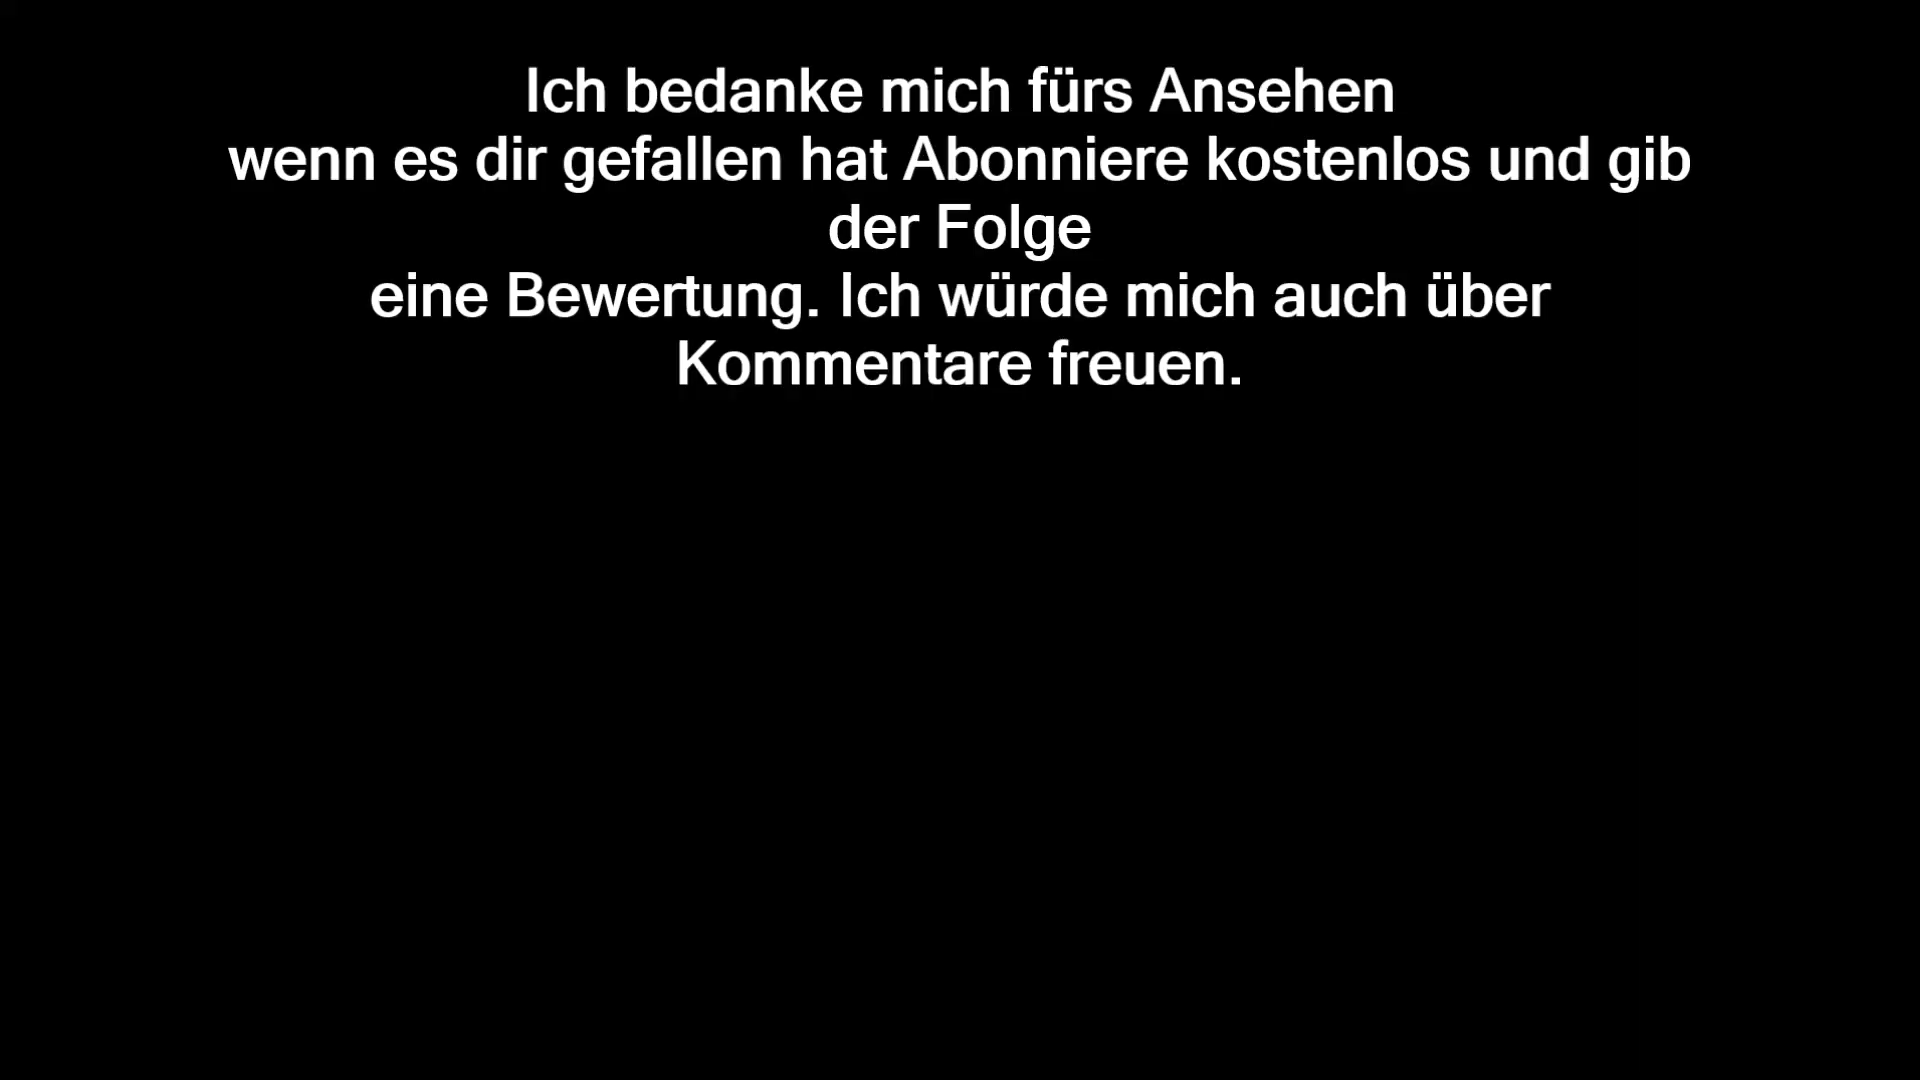 Ich bedanke mich fürs Ansehen
wenn es dir gefallen hat Abonniere kostenlos und gib
der Folge
eine Bewertung. Ich würde mich auch über
Kommentare freuen.